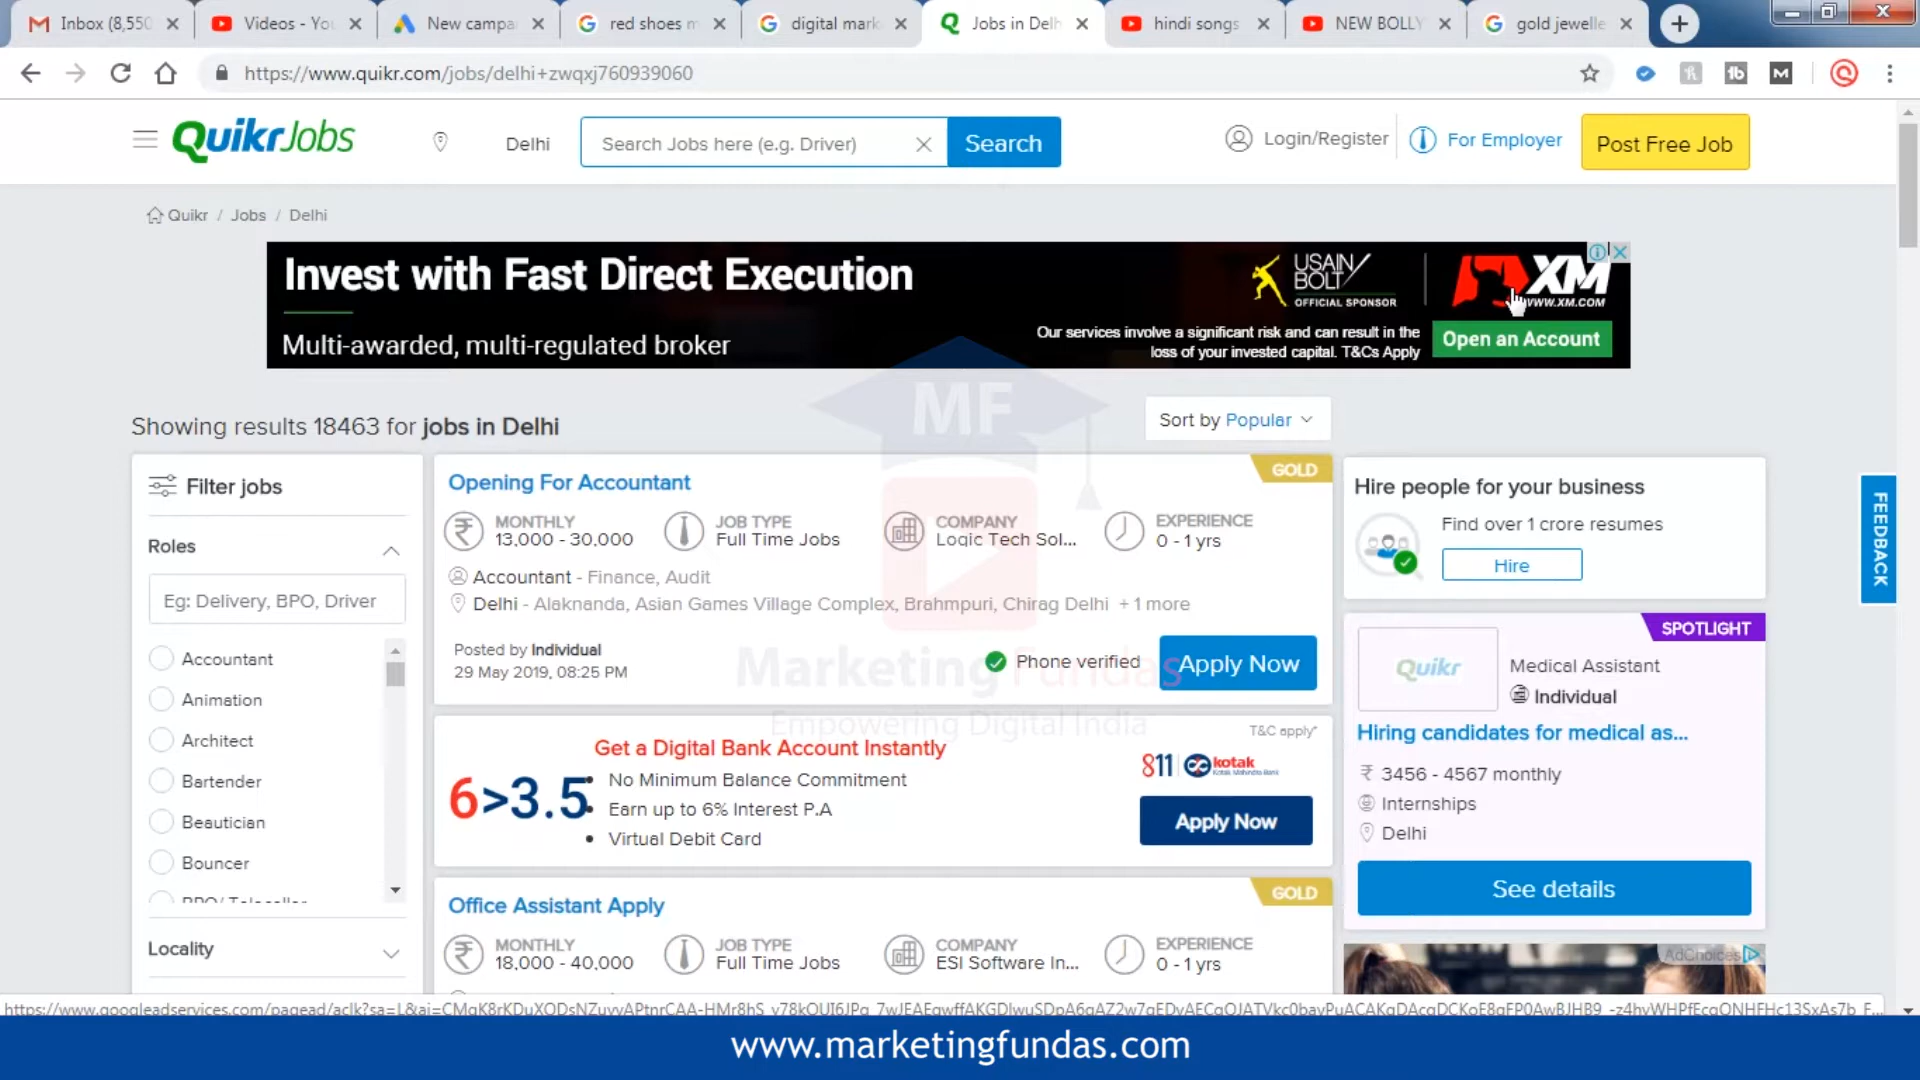 Inbox (8,550
Videos - You
New campa
red shoes m
digital mark
Jobs in Delh
hindi songs
NEW BOLLY
gold jewelle
https://www.quikr.com/jobs/delhi+zwqxj760939060
QuikrJobs
Delhi
Search Jobs here (e.g. Driver)
Search
Login/Register
For Employer
Post Free Job
Quikr / Jobs / Delhi
Invest with Fast Direct Execution
Multi-awarded, multi-regulated broker
USAIN
BOLT
OFFICIAL SPONSOR
XM
WWW.XM.COM
Our services involve a significant risk and can result in the
loss of your invested capital. T&Cs Apply
Open an Account
MF
Showing results 18463 for jobs in Delhi
Sort by Popular
Filter jobs
Roles
Eg: Delivery, BPO, Driver
Accountant
Animation
Architect
Bartender
Beautician
Bouncer
BPO/ Telecaller
Locality
Opening For Accountant
GOLD
MONTHLY
13,000 - 30,000
JOB TYPE
Full Time Jobs
COMPANY
Logic Tech Sol...
EXPERIENCE
0 - 1 yrs
Accountant - Finance, Audit
Delhi - Alaknanda, Asian Games Village Complex, Brahmpuri, Chirag Delhi + 1 more
Posted by Individual
29 May 2019, 08:25 PM
Phone verified
Apply Now
Marketing Fundas
Empowering Digital India
6>3.5
Get a Digital Bank Account Instantly
No Minimum Balance Commitment
Earn up to 6% Interest P.A
Virtual Debit Card
T&C apply*
811 kotak
Kotak Mahindra Bank
Apply Now
Office Assistant Apply
GOLD
MONTHLY
18,000 - 40,000
JOB TYPE
Full Time Jobs
COMPANY
ESI Software In...
EXPERIENCE
0 - 1 yrs
Hire people for your business
Find over 1 crore resumes
Hire
SPOTLIGHT
Quikr
Medical Assistant
Individual
Hiring candidates for medical as...
₹ 3456 - 4567 monthly
Internships
Delhi
See details
AdChoices
FEEDBACK
www.marketingfundas.com